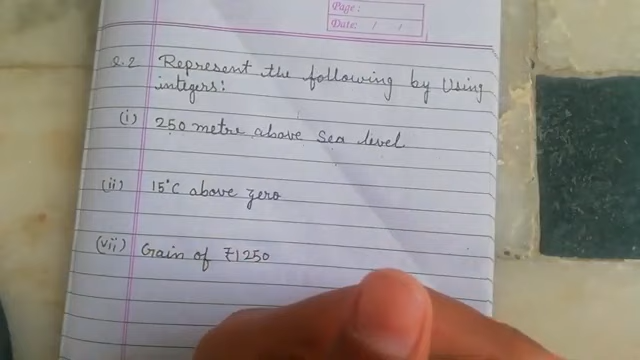 Page:
Date: / /
Q.2 Represent the following by Using
integers:
(i) 250 metre above Sea level
(ii) 15°C above zero
(vii) Gain of ₹1250